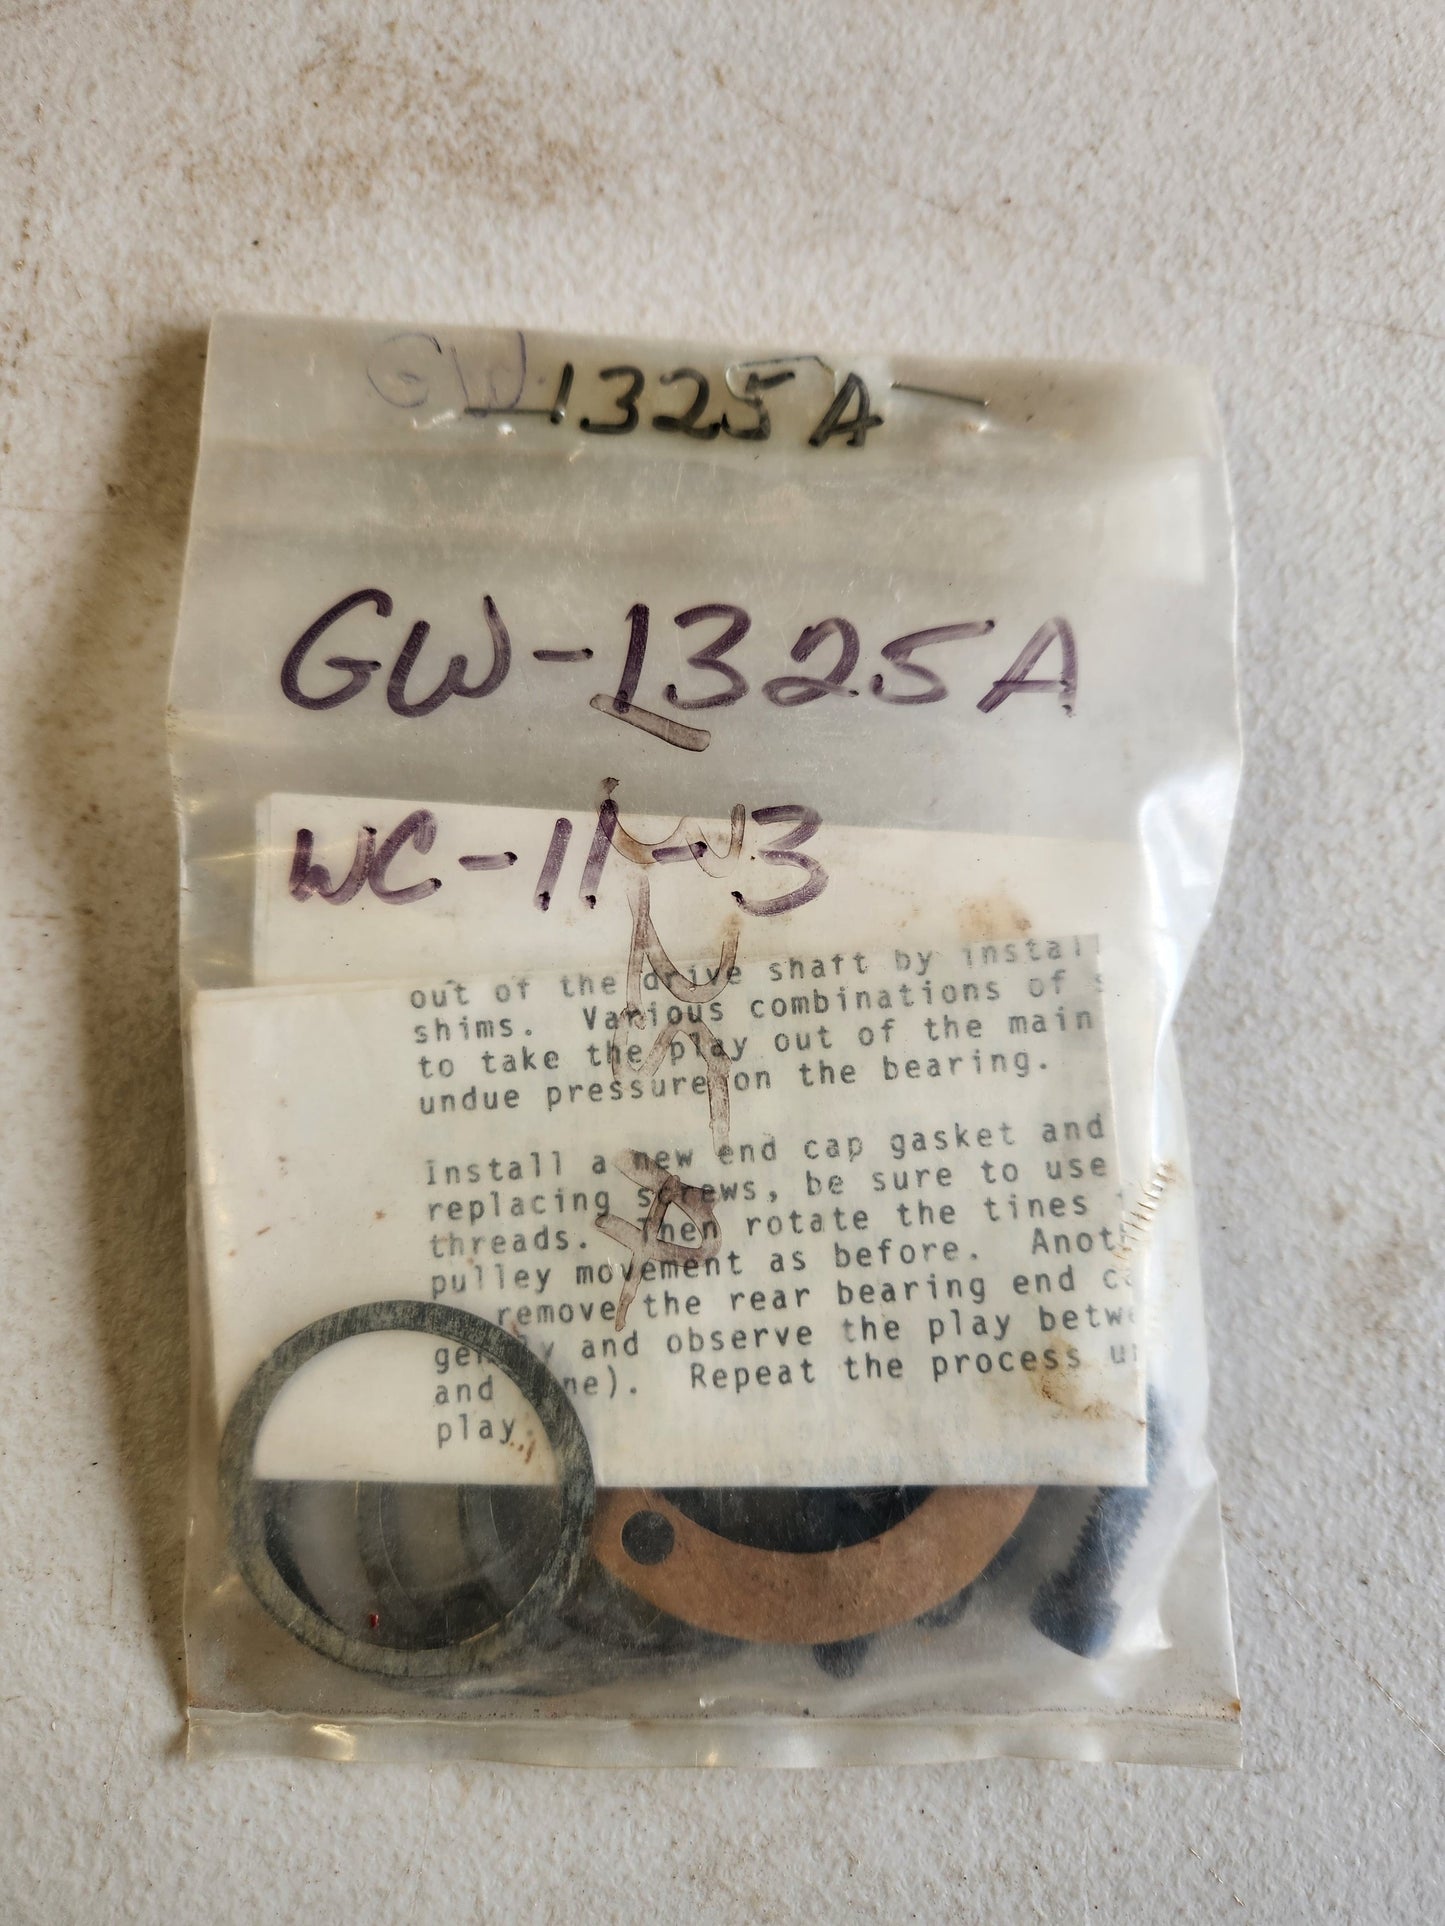 GW-1325A
GW-1325A
WC-11-3
out of the drive shaft by install
shims. Various combinations of s
to take the play out of the main
undue pressure on the bearing.
Install a new end cap gasket and
replacing screws, be sure to use
threads. Then rotate the tines
pulley movement as before. Anot
remove the rear bearing end c
and observe the play betw
and ne). Repeat the process u
play